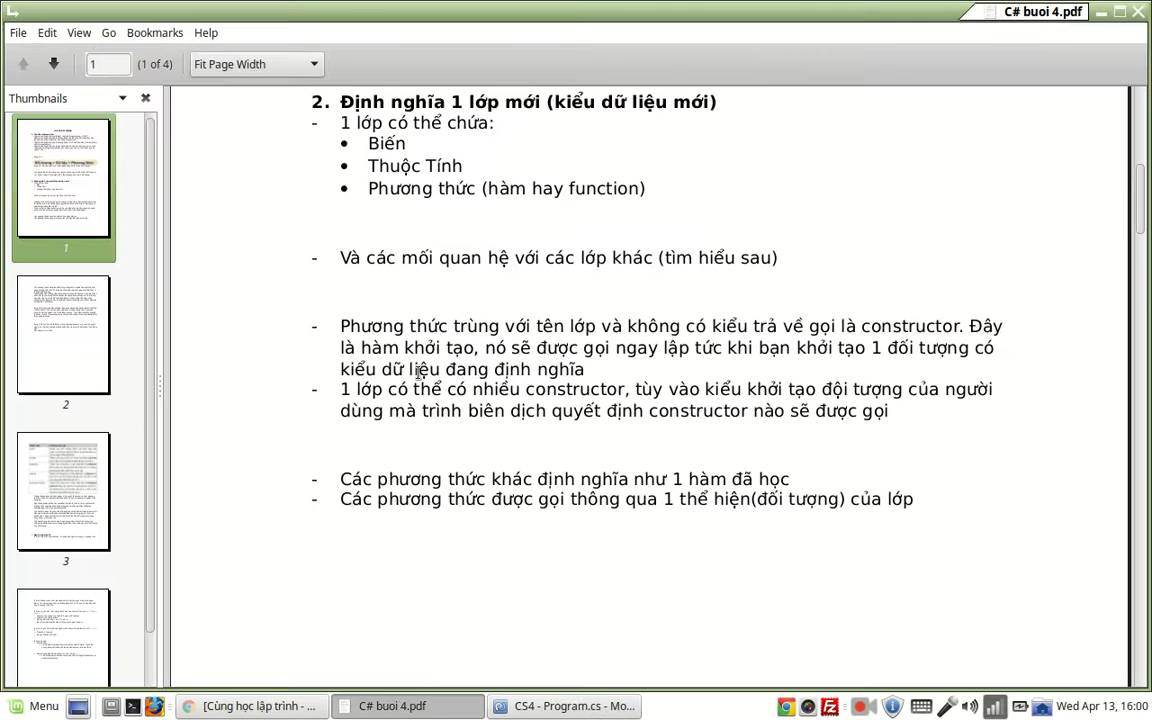 C# buoi 4.pdf
File Edit View Go Bookmarks Help
1 (1 of 4) Fit Page Width
Thumbnails
1
2
3
2. Định nghĩa 1 lớp mới (kiểu dữ liệu mới)
- 1 lớp có thể chứa:
• Biến
• Thuộc Tính
• Phương thức (hàm hay function)
- Và các mối quan hệ với các lớp khác (tìm hiểu sau)
- Phương thức trùng với tên lớp và không có kiểu trả về gọi là constructor. Đây
là hàm khởi tạo, nó sẽ được gọi ngay lập tức khi bạn khởi tạo 1 đối tượng có
kiểu dữ liệu đang định nghĩa
- 1 lớp có thể có nhiều constructor, tùy vào kiểu khởi tạo đội tượng của người
dùng mà trình biên dịch quyết định constructor nào sẽ được gọi
- Các phương thức khác định nghĩa như 1 hàm đã học
- Các phương thức được gọi thông qua 1 thể hiện(đối tượng) của lớp
Menu [Cùng học lập trình - ... C# buoi 4.pdf CS4 - Program.cs - Mo... Wed Apr 13, 16:00